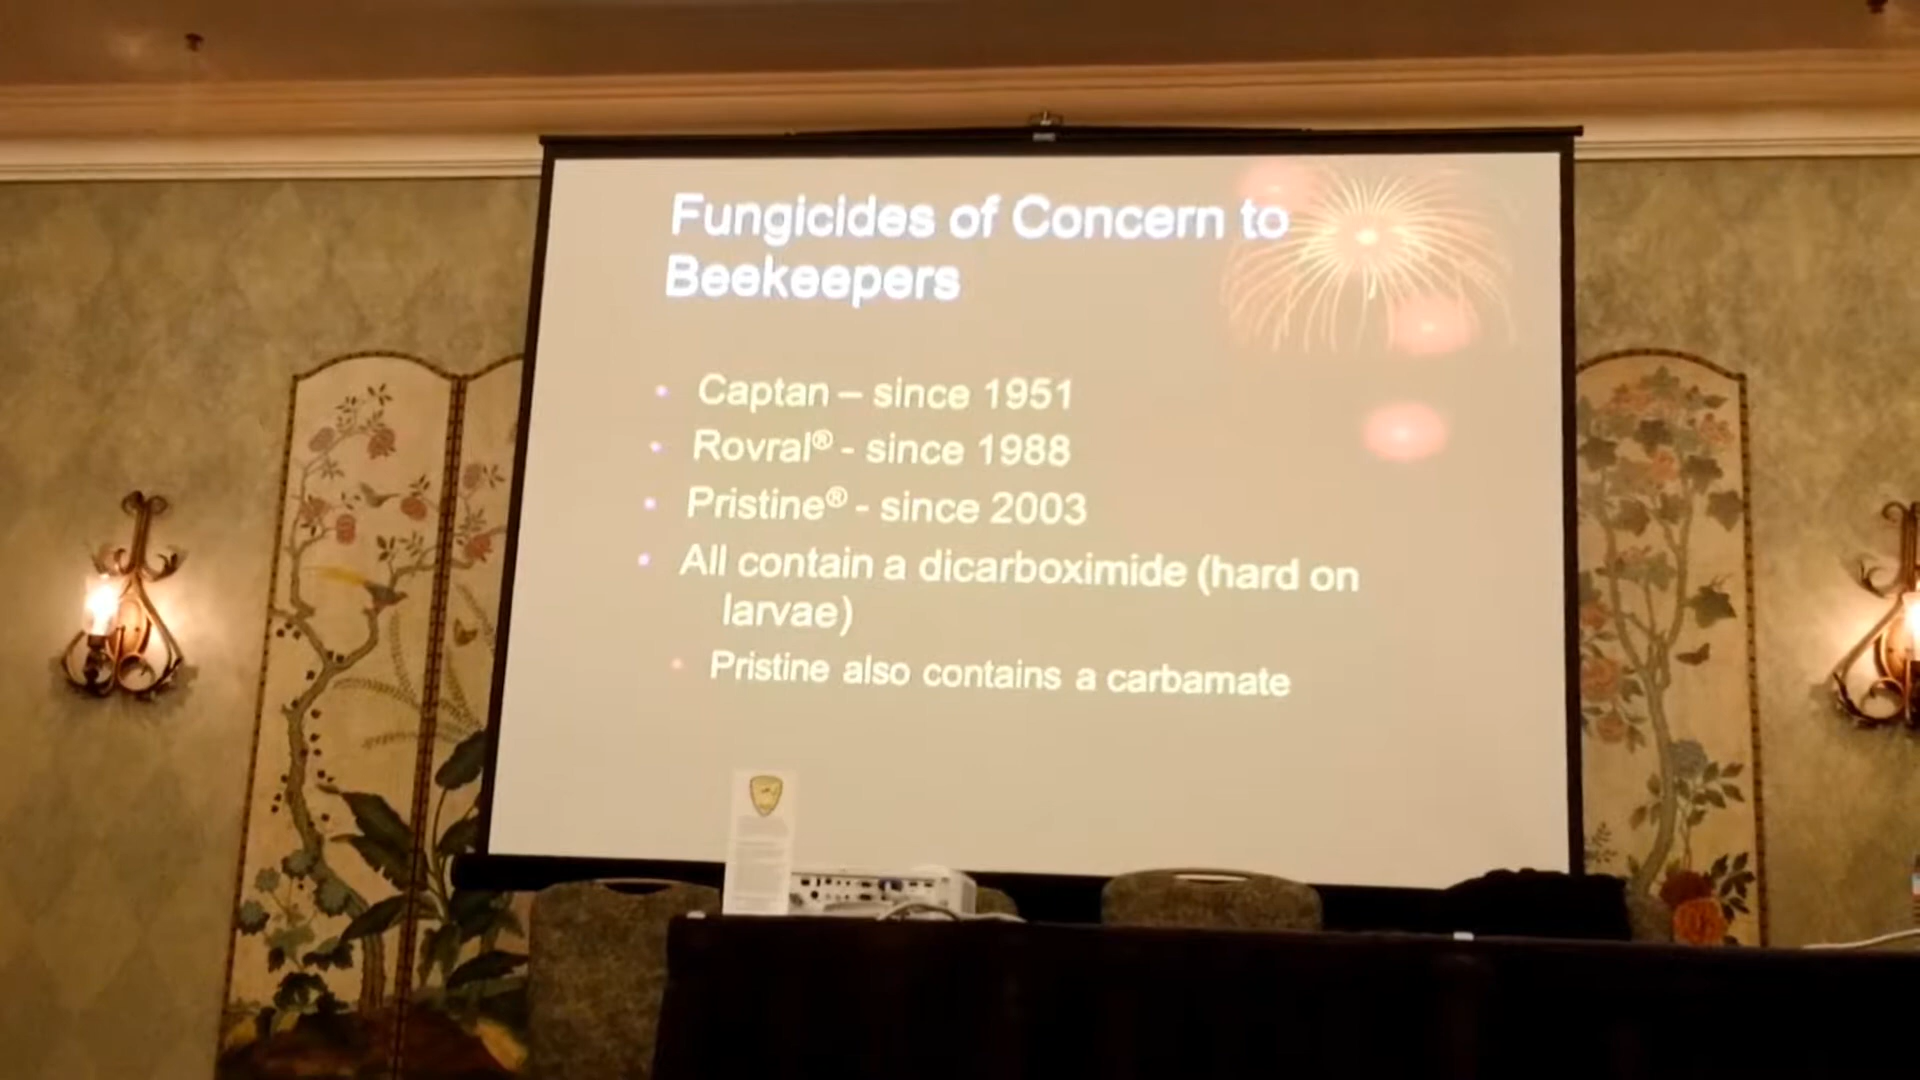 Fungicides of Concern to
Beekeepers
• Captan – since 1951
• Rovral® - since 1988
• Pristine® - since 2003
• All contain a dicarboximide (hard on
larvae)
• Pristine also contains a carbamate